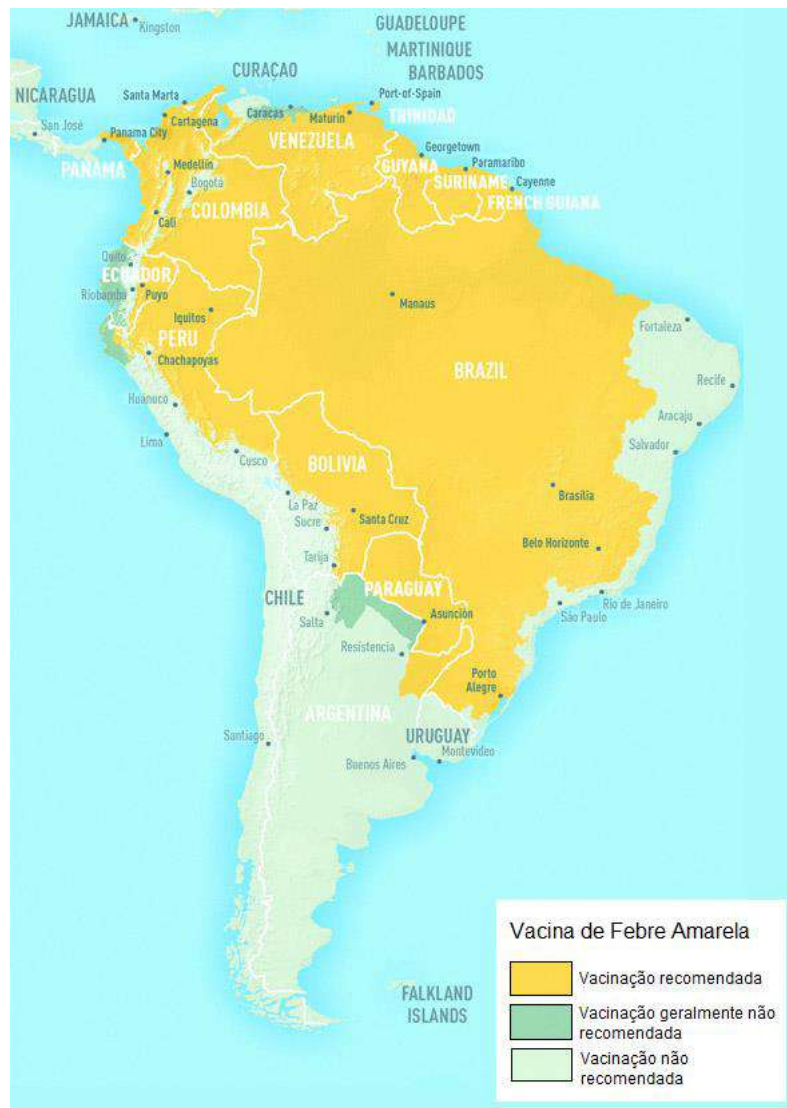 JAMAICA
Kingston
GUADELOUPE
MARTINIQUE
BARBADOS
CURAÇAO
NICARAGUA
Santa Marta
Port-of-Spain
Caracas
Maturin
TRINIDAD
San José
Panama City
Cartagena
VENEZUELA
Georgetown
PANAMA
Medellín
GUYANA
Paramaribo
Bogotá
SURINAME
Cayenne
COLOMBIA
FRENCH GUIANA
Cali
Quito
ECUADOR
Riobamba
Puyo
Manaus
Iquitos
Fortaleza
PERU
Chachapoyas
BRAZIL
Recife
Huanuco
Aracaju
Lima
Salvador
Cusco
BOLIVIA
Brasilia
La Paz
Santa Cruz
Sucre
Belo Horizonte
Tarija
PARAGUAY
CHILE
Rio de Janeiro
Asunción
São Paulo
Salta
Resistencia
Porto
Alegre
ARGENTINA
Santiago
URUGUAY
Montevideo
Buenos Aires
FALKLAND
ISLANDS
Vacina de Febre Amarela
Vacinação recomendada
Vacinação geralmente não
recomendada
Vacinação não
recomendada